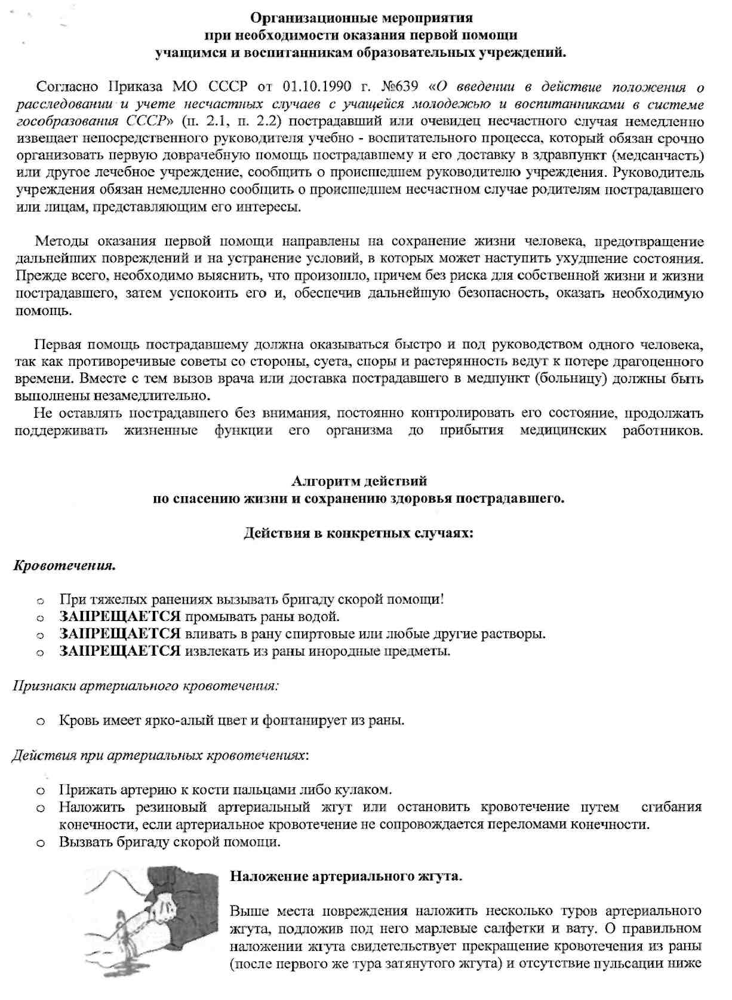 Организационные мероприятия
при необходимости оказания первой помощи
учащимся и воспитанникам образовательных учреждений.
Согласно Приказа МО СССР от 01.10.1990 г. №639 «О введении в действие положения о
расследовании и учете несчастных случаев с учащейся молодежью и воспитанниками в системе
гособразования СССР» (п. 2.1, п. 2.2) пострадавший или очевидец несчастного случая немедленно
извещает непосредственного руководителя учебно - воспитательного процесса, который обязан срочно
организовать первую доврачебную помощь пострадавшему и его доставку в здравпункт (медсанчасть)
или другое лечебное учреждение, сообщить о происшедшем руководителю учреждения. Руководитель
учреждения обязан немедленно сообщить о происшедшем несчастном случае родителям пострадавшего
или лицам, представляющим его интересы.
Методы оказания первой помощи направлены на сохранение жизни человека, предотвращение
дальнейших повреждений и на устранение условий, в которых может наступить ухудшение состояния.
Прежде всего, необходимо выяснить, что произошло, причем без риска для собственной жизни и жизни
пострадавшего, затем успокоить его и, обеспечив дальнейшую безопасность, оказать необходимую
помощь.
Первая помощь пострадавшему должна оказываться быстро и под руководством одного человека,
так как противоречивые советы со стороны, суета, споры и растерянность ведут к потере драгоценного
времени. Вместе с тем вызов врача или доставка пострадавшего в медпункт (больницу) должны быть
выполнены незамедлительно.
Не оставлять пострадавшего без внимания, постоянно контролировать его состояние, продолжать
поддерживать жизненные функции его организма до прибытия медицинских работников.
Алгоритм действий
по спасению жизни и сохранению здоровья пострадавшего.
Действия в конкретных случаях:
Кровотечения.
o При тяжелых ранениях вызывать бригаду скорой помощи!
o ЗАПРЕЩАЕТСЯ промывать раны водой.
o ЗАПРЕЩАЕТСЯ вливать в рану спиртовые или любые другие растворы.
o ЗАПРЕЩАЕТСЯ извлекать из раны инородные предметы.
Признаки артериального кровотечения:
o Кровь имеет ярко-алый цвет и фонтанирует из раны.
Действия при артериальных кровотечениях:
o Прижать артерию к кости пальцами либо кулаком.
o Наложить резиновый артериальный жгут или остановить кровотечение путем сгибания
конечности, если артериальное кровотечение не сопровождается переломами конечности.
o Вызвать бригаду скорой помощи.
Наложение артериального жгута.
Выше места повреждения наложить несколько туров артериального
жгута, подложив под него марлевые салфетки и вату. О правильном
наложении жгута свидетельствует прекращение кровотечения из раны
(после первого же тура затянутого жгута) и отсутствие пульсации ниже